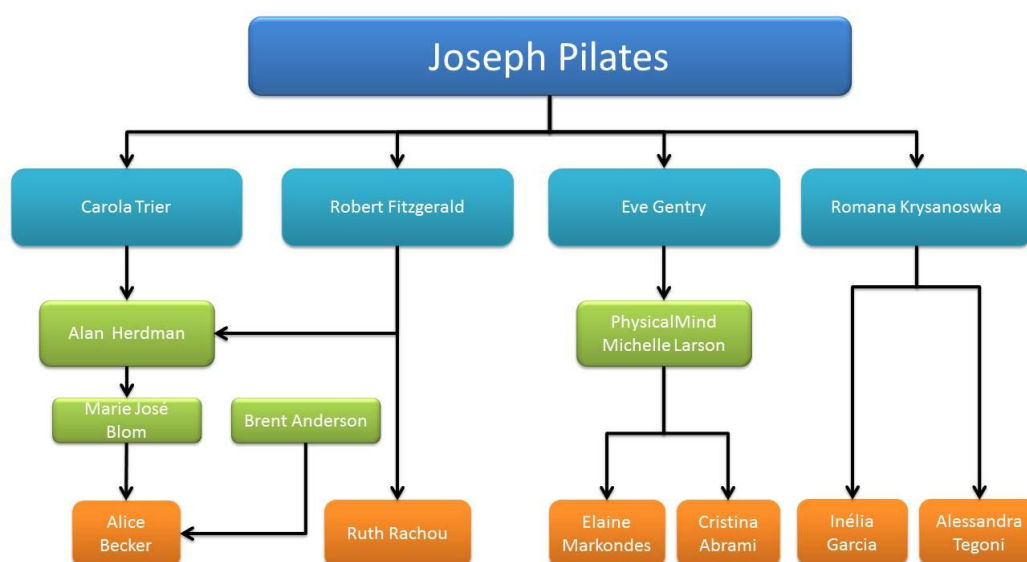 Joseph Pilates
Carola Trier
Robert Fitzgerald
Eve Gentry
Romana Krysanoswka
Alan Herdman
PhysicalMind
Michelle Larson
Marie José
Blom
Brent Anderson
Alice
Becker
Ruth Rachou
Elaine
Markondes
Cristina
Abrami
Inélia
Garcia
Alessandra
Tegoni